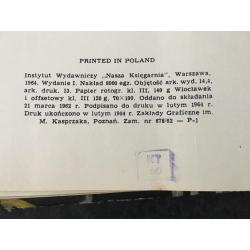 PRINTED IN POLAND
Instytut Wydawniczy „Nasza Księgarnia", Warszawa,
1964. Wydanie I. Nakład 8000 egz. Objętość ark. wyd. 14,4,
ark. druk. 13. Papier rotogr. kl. III, 140 g Włocławek
i offsetowy kl. III 120 g, 70×100. Oddano do składania
21 marca 1962 r. Podpisano do druku w lutym 1964 r.
Druk ukończono w lutym 1964 r. Zakłady Graficzne im.
M. Kasprzaka, Poznań. Zam. nr 678/62 — P-1